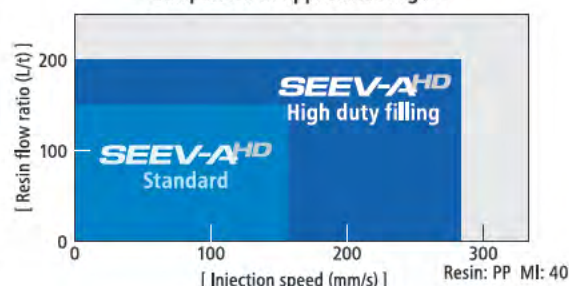 [ Resin flow ratio (L/t) ]
200
100
0
SEEV-A HD
High duty filling
SEEV-A HD
Standard
0
100
200
300
[ Injection speed (mm/s) ]
Resin: PP MI: 40